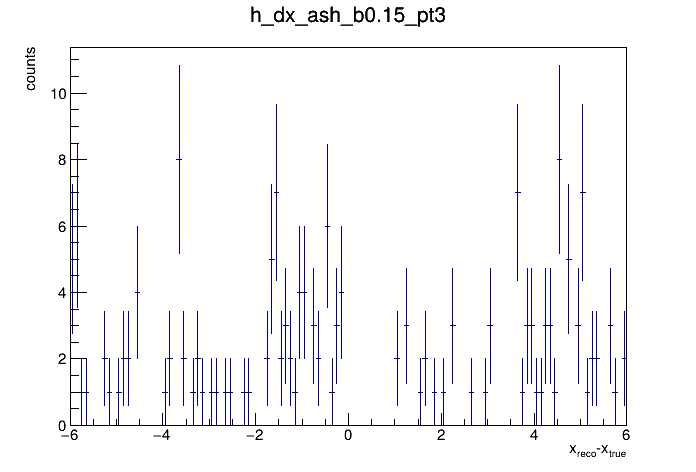 h_dx_ash_b0.15_pt3
counts
10
8
6
4
2
0
−6 −4 −2 0 2 4 6
x_reco-x_true